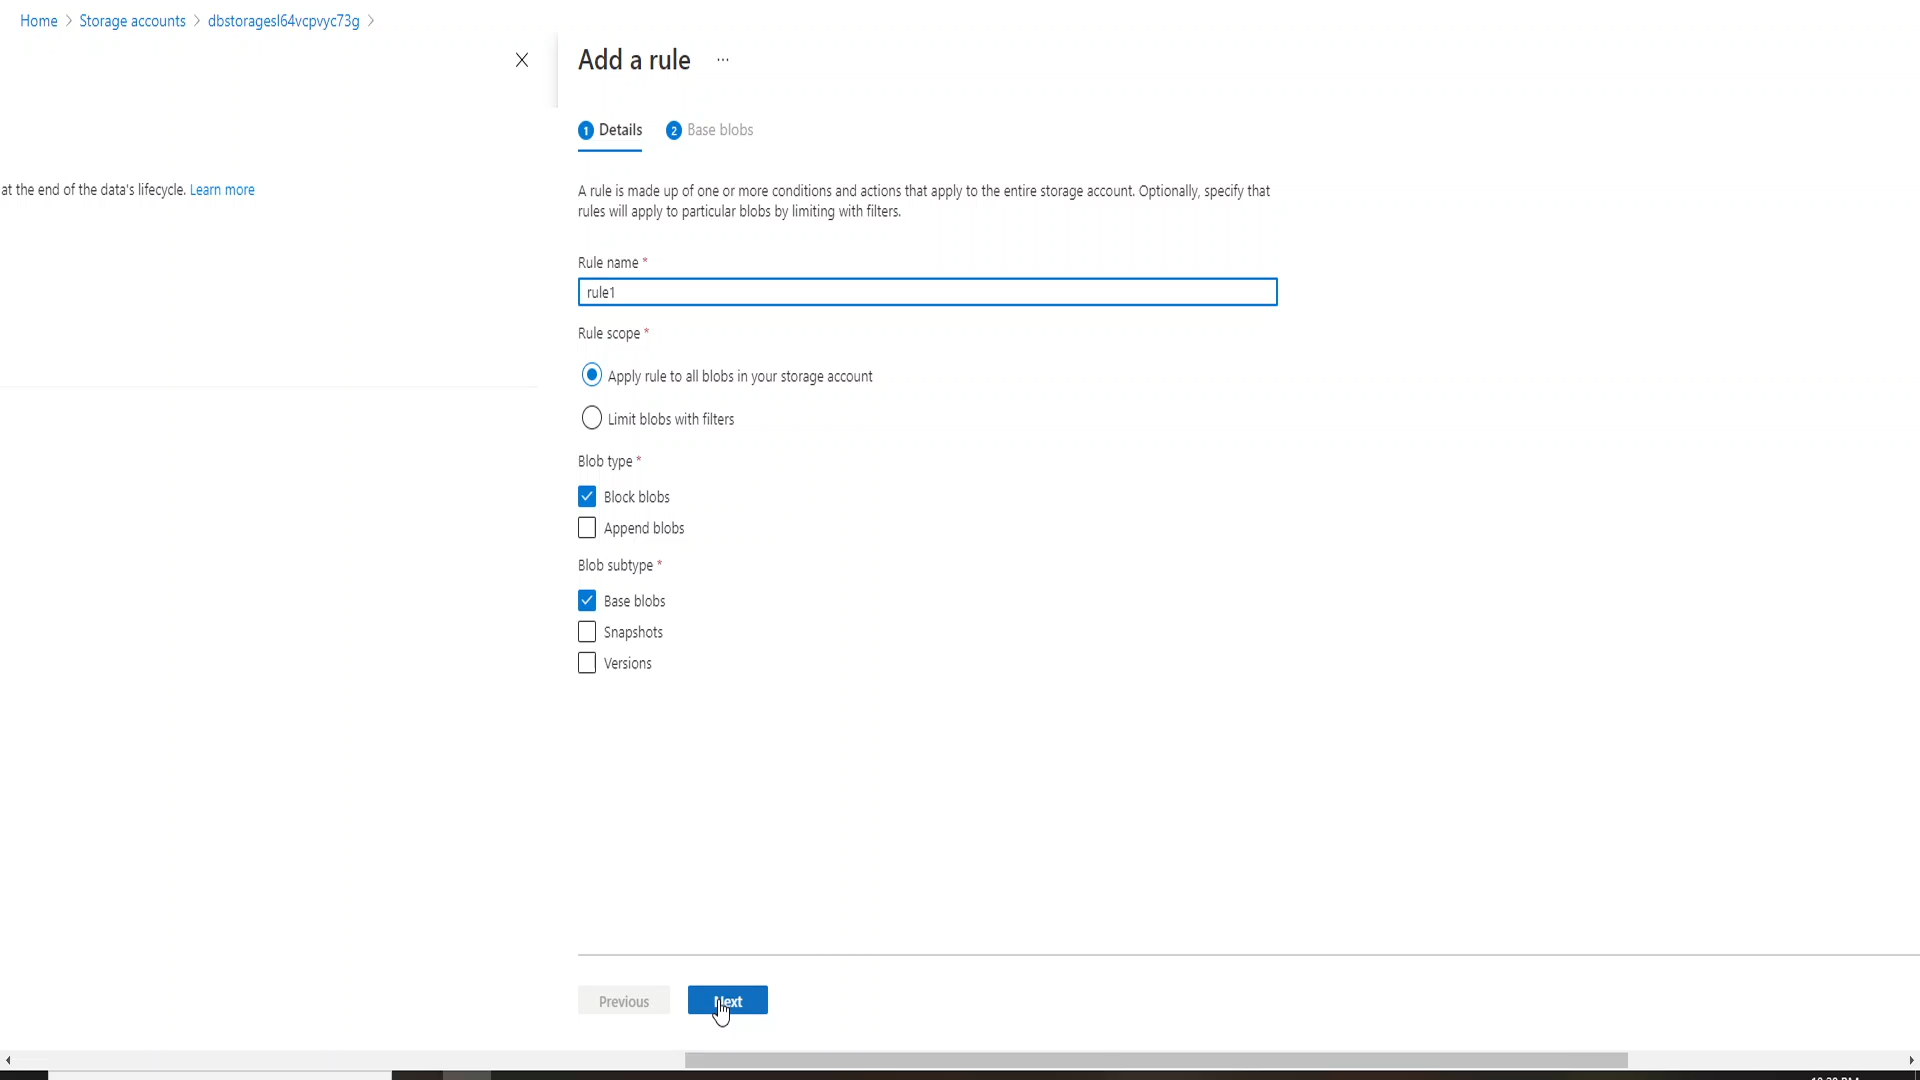 Home > Storage accounts > dbstoragesl64vcpvyc73g >
Add a rule ...
1 Details 2 Base blobs
at the end of the data's lifecycle. Learn more
A rule is made up of one or more conditions and actions that apply to the entire storage account. Optionally, specify that
rules will apply to particular blobs by limiting with filters.
Rule name *
rule1
Rule scope *
Apply rule to all blobs in your storage account
Limit blobs with filters
Blob type *
Block blobs
Append blobs
Blob subtype *
Base blobs
Snapshots
Versions
Previous
Next